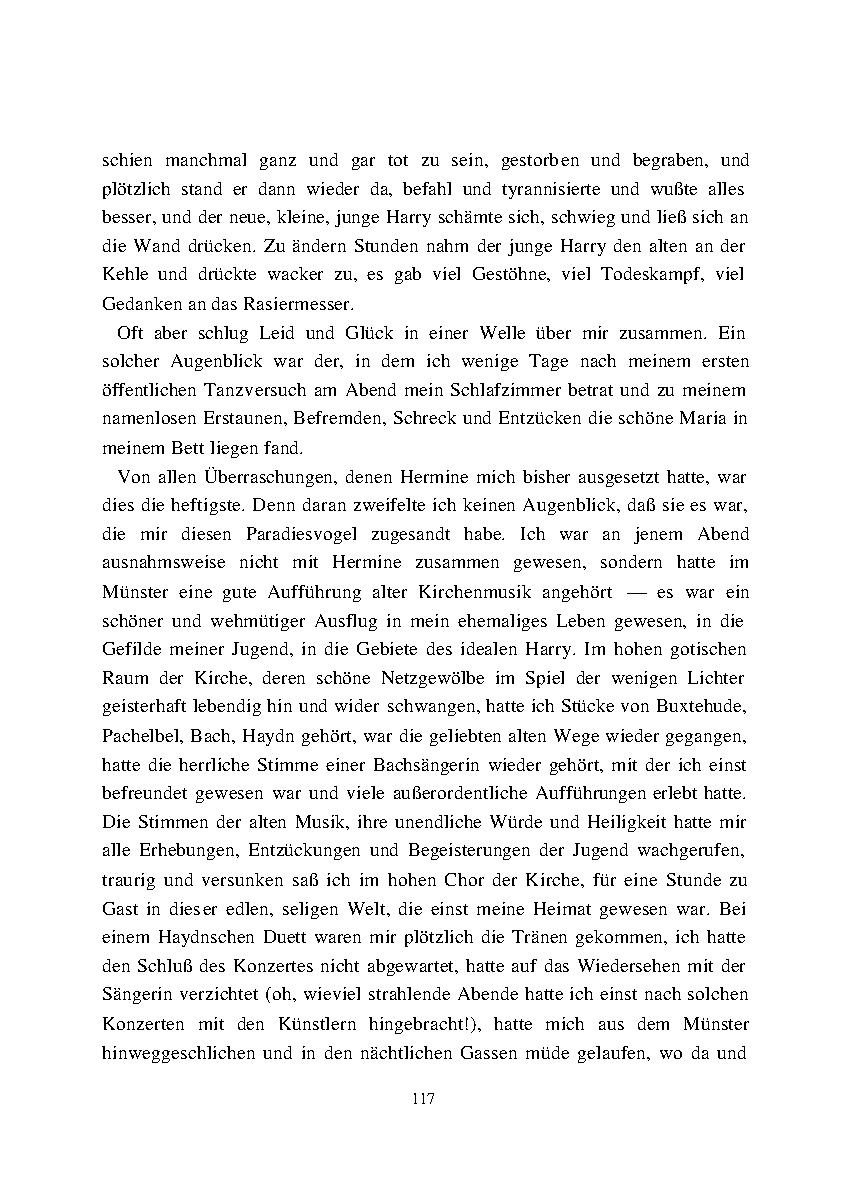 schien manchmal ganz und gar tot zu sein, gestorben und begraben, und
plötzlich stand er dann wieder da, befahl und tyrannisierte und wußte alles
besser, und der neue, kleine, junge Harry schämte sich, schwieg und ließ sich an
die Wand drücken. Zu ändern Stunden nahm der junge Harry den alten an der
Kehle und drückte wacker zu, es gab viel Gestöhne, viel Todeskampf, viel
Gedanken an das Rasiermesser.
Oft aber schlug Leid und Glück in einer Welle über mir zusammen. Ein
solcher Augenblick war der, in dem ich wenige Tage nach meinem ersten
öffentlichen Tanzversuch am Abend mein Schlafzimmer betrat und zu meinem
namenlosen Erstaunen, Befremden, Schreck und Entzücken die schöne Maria in
meinem Bett liegen fand.
Von allen Überraschungen, denen Hermine mich bisher ausgesetzt hatte, war
dies die heftigste. Denn daran zweifelte ich keinen Augenblick, daß sie es war,
die mir diesen Paradiesvogel zugesandt habe. Ich war an jenem Abend
ausnahmsweise nicht mit Hermine zusammen gewesen, sondern hatte im
Münster eine gute Aufführung alter Kirchenmusik angehört — es war ein
schöner und wehmütiger Ausflug in mein ehemaliges Leben gewesen, in die
Gefilde meiner Jugend, in die Gebiete des idealen Harry. Im hohen gotischen
Raum der Kirche, deren schöne Netzgewölbe im Spiel der wenigen Lichter
geisterhaft lebendig hin und wider schwangen, hatte ich Stücke von Buxtehude,
Pachelbel, Bach, Haydn gehört, war die geliebten alten Wege wieder gegangen,
hatte die herrliche Stimme einer Bachsängerin wieder gehört, mit der ich einst
befreundet gewesen war und viele außerordentliche Aufführungen erlebt hatte.
Die Stimmen der alten Musik, ihre unendliche Würde und Heiligkeit hatte mir
alle Erhebungen, Entzückungen und Begeisterungen der Jugend wachgerufen,
traurig und versunken saß ich im hohen Chor der Kirche, für eine Stunde zu
Gast in dieser edlen, seligen Welt, die einst meine Heimat gewesen war. Bei
einem Haydnschen Duett waren mir plötzlich die Tränen gekommen, ich hatte
den Schluß des Konzertes nicht abgewartet, hatte auf das Wiedersehen mit der
Sängerin verzichtet (oh, wieviel strahlende Abende hatte ich einst nach solchen
Konzerten mit den Künstlern hingebracht!), hatte mich aus dem Münster
hinweggeschlichen und in den nächtlichen Gassen müde gelaufen, wo da und
117